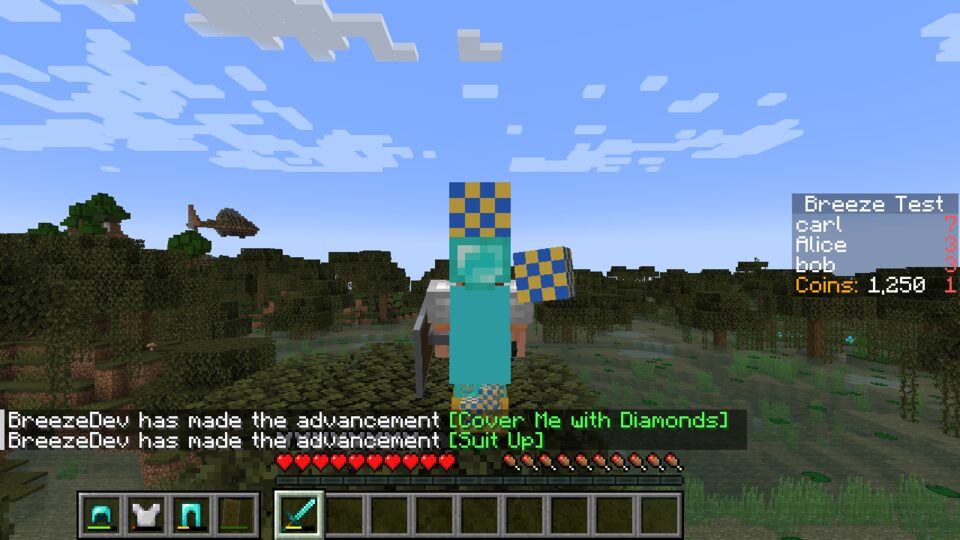 Breeze Test
carl 7
Alice 3
bob 3
Coins: 1,250 1
BreezeDev has made the advancement [Cover Me with Diamonds]
BreezeDev has made the advancement [Suit Up]